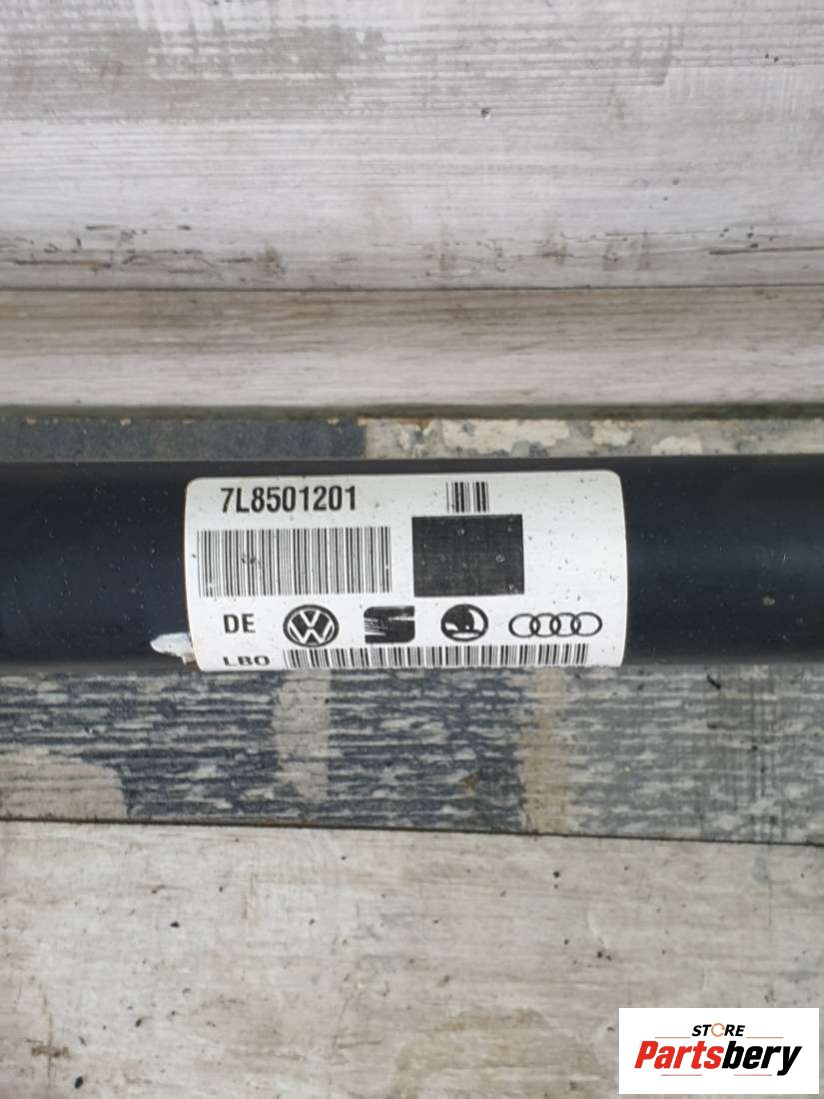 7L8501201
DE
LBO
STORE
Partsbery